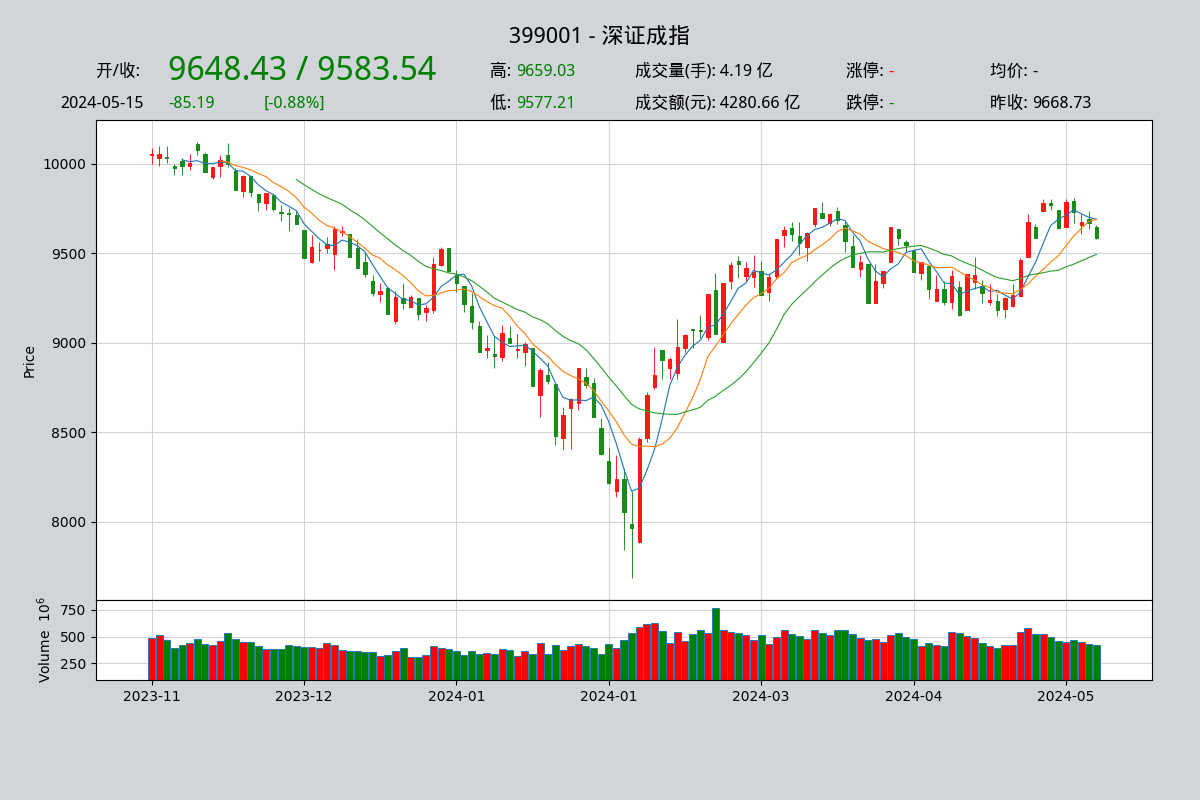 399001 - 深证成指
开/收: 9648.43 / 9583.54 高: 9659.03 成交量(手): 4.19 亿 涨停: - 均价: -
2024-05-15 -85.19 [-0.88%] 低: 9577.21 成交额(元): 4280.66 亿 跌停: - 昨收: 9668.73
10000
9500
9000
8500
8000
Price
750
500
250
Volume 10^6
2023-11 2023-12 2024-01 2024-01 2024-03 2024-04 2024-05